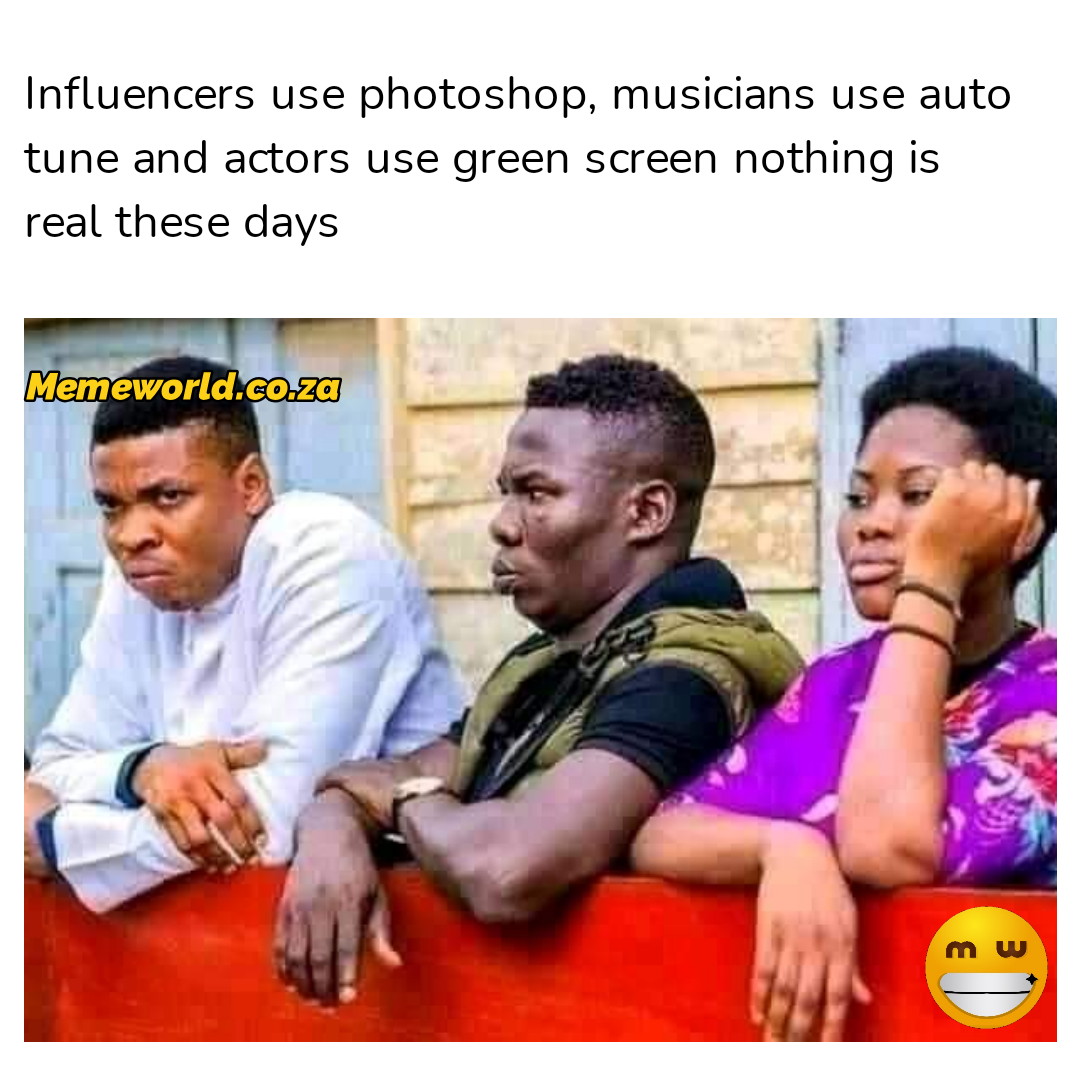 Influencers use photoshop, musicians use auto
tune and actors use green screen nothing is
real these days
Memeworld.co.za
m w